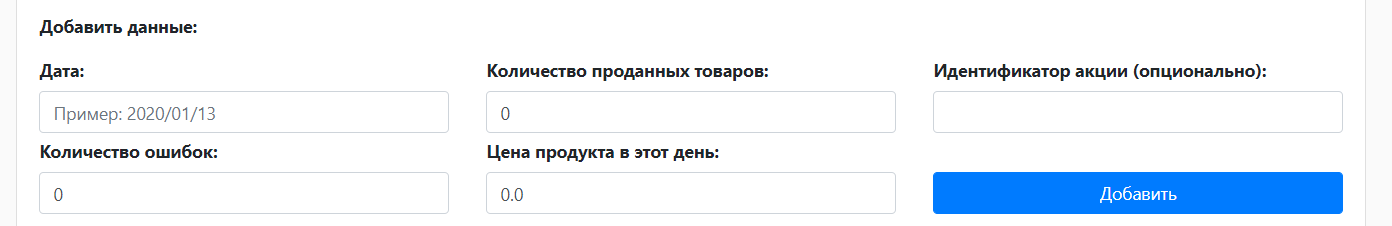 Добавить данные:
Дата: Количество проданных товаров: Идентификатор акции (опционально):
Пример: 2020/01/13 0
Количество ошибок: Цена продукта в этот день:
0 0.0 Добавить